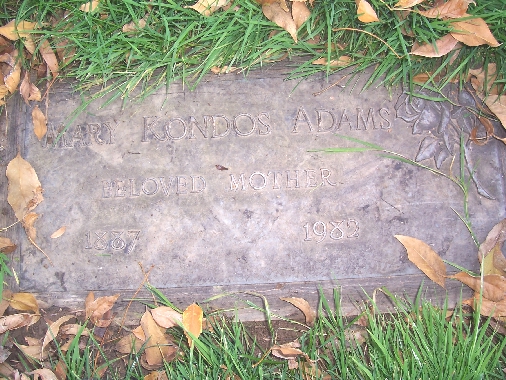 MARY KONDOS ADAMS
BELOVED MOTHER
1887 1982